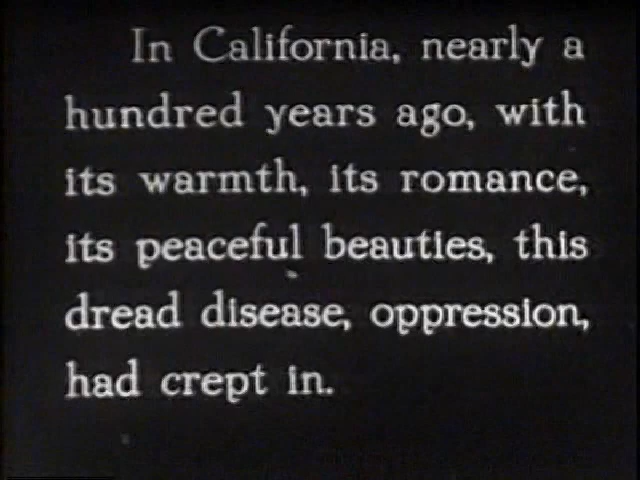 In California, nearly a
hundred years ago, with
its warmth, its romance,
its peaceful beauties, this
dread disease, oppression,
had crept in.